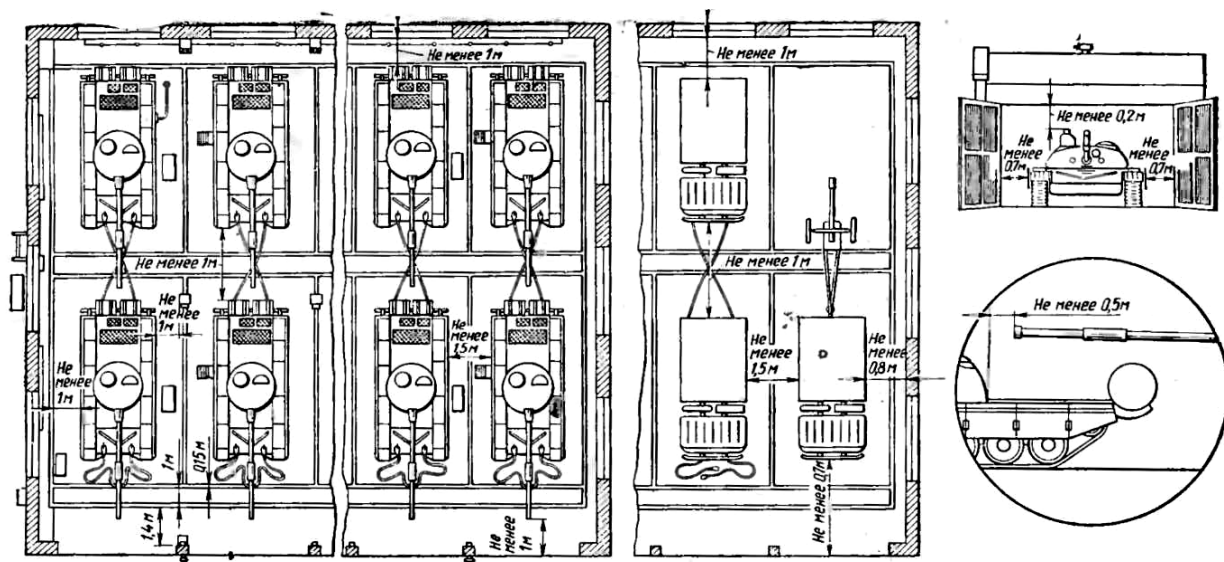 Не менее 1м
Не менее 1м
Не менее 0,2м
Не
менее
0,7м
Не
менее
0,7м
Не менее 1м
Не менее 1м
Не
менее
1м
Не
менее
1,5м
Не
менее
1,5м
Не
менее
0,8м
Не менее 0,5м
Не
менее
1м
1м
0,15м
1,4м
Не
менее
1м
Не менее 0,7м